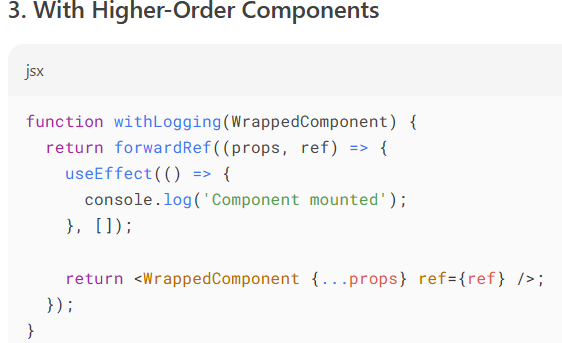 3. With Higher-Order Components
jsx
function withLogging(WrappedComponent) {
  return forwardRef((props, ref) => {
    useEffect(() => {
      console.log('Component mounted');
    }, []);

    return <WrappedComponent {...props} ref={ref} />;
  });
}